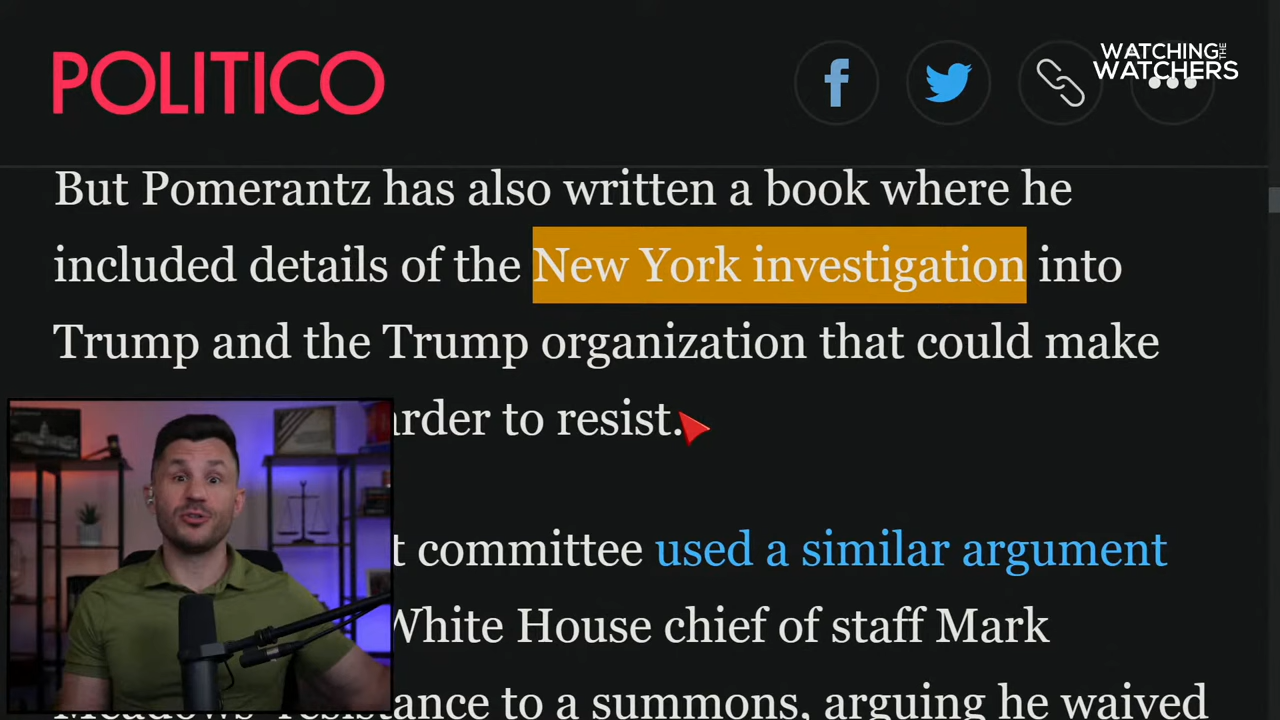 POLITICO
WATCHING THE
WATCHERS
But Pomerantz has also written a book where he
included details of the New York investigation into
Trump and the Trump organization that could make
arder to resist.
t committee used a similar argument
White House chief of staff Mark
Meadows' resistance to a summons, arguing he waived